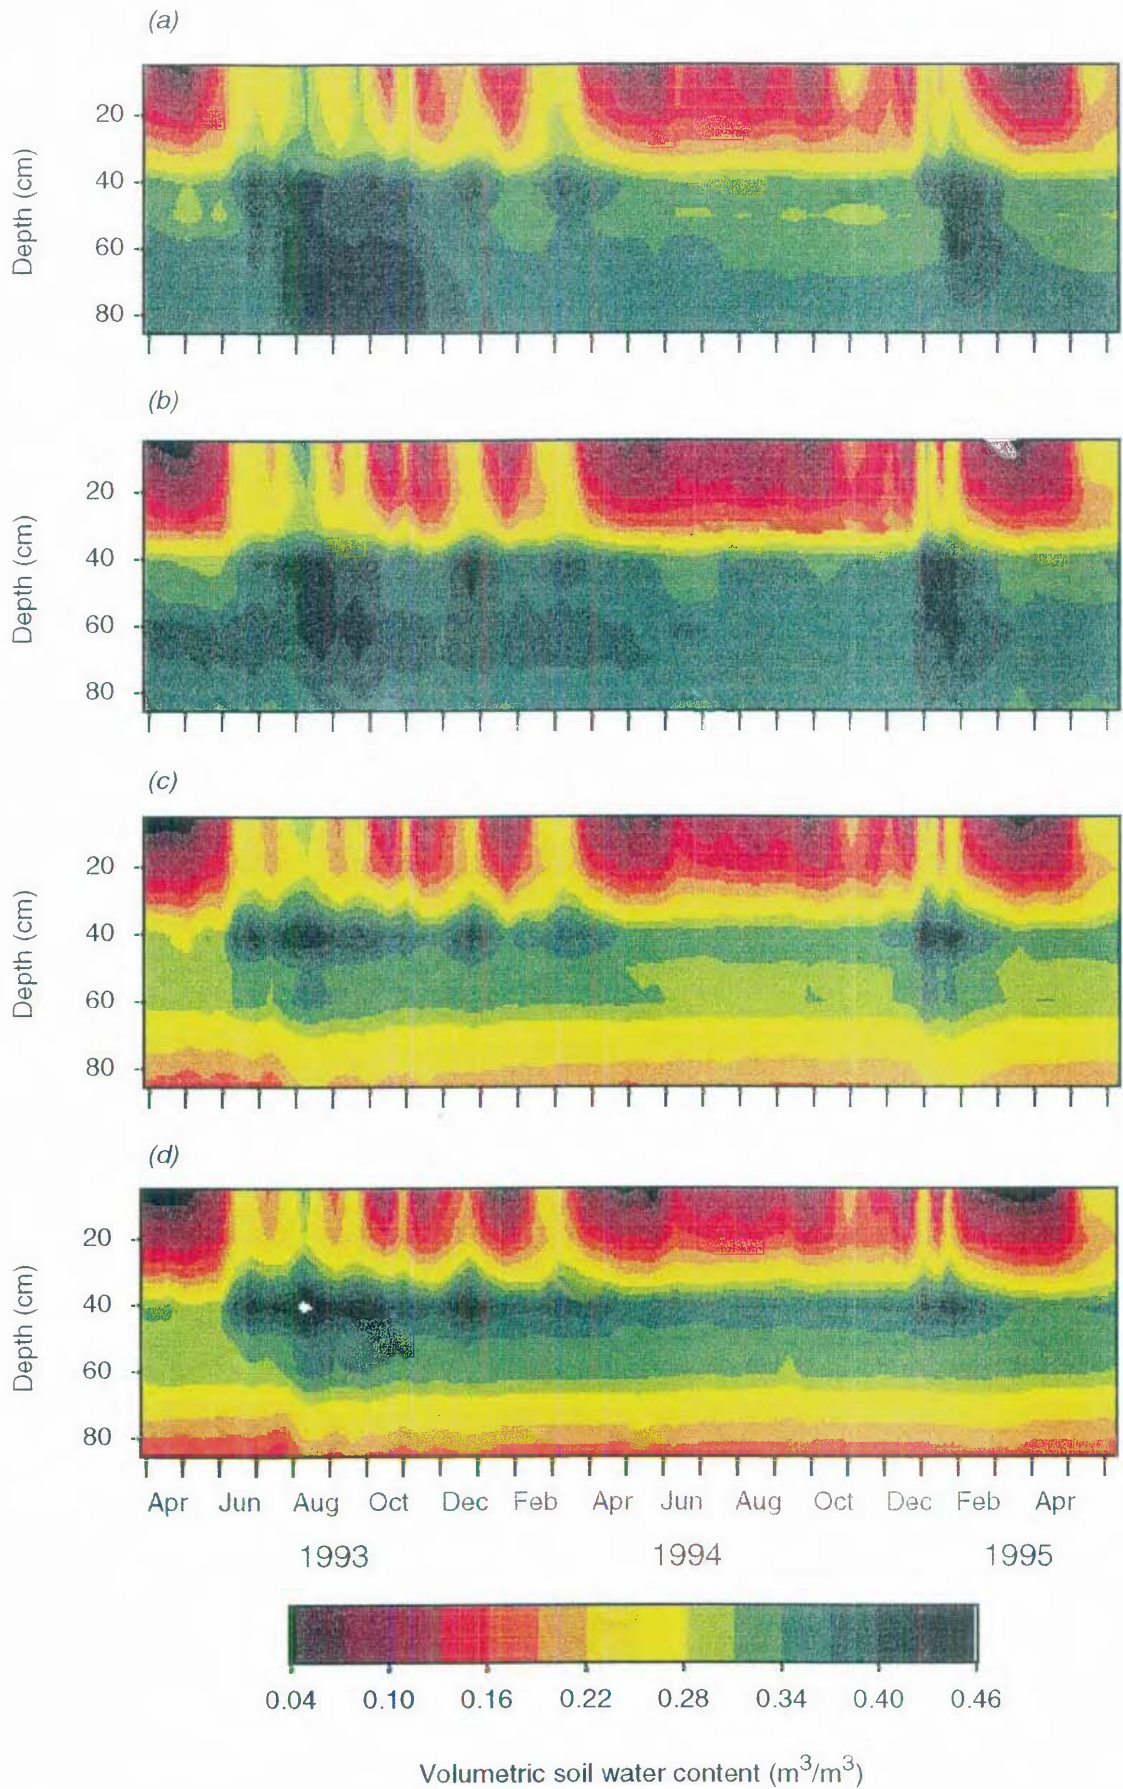 (a)
20
40
60
80
Depth (cm)
(b)
20
40
60
80
Depth (cm)
(c)
20
40
60
80
Depth (cm)
(d)
20
40
60
80
Depth (cm)
Apr Jun Aug Oct Dec Feb Apr Jun Aug Oct Dec Feb Apr
1993 1994 1995
0.04 0.10 0.16 0.22 0.28 0.34 0.40 0.46
Volumetric soil water content (m³/m³)